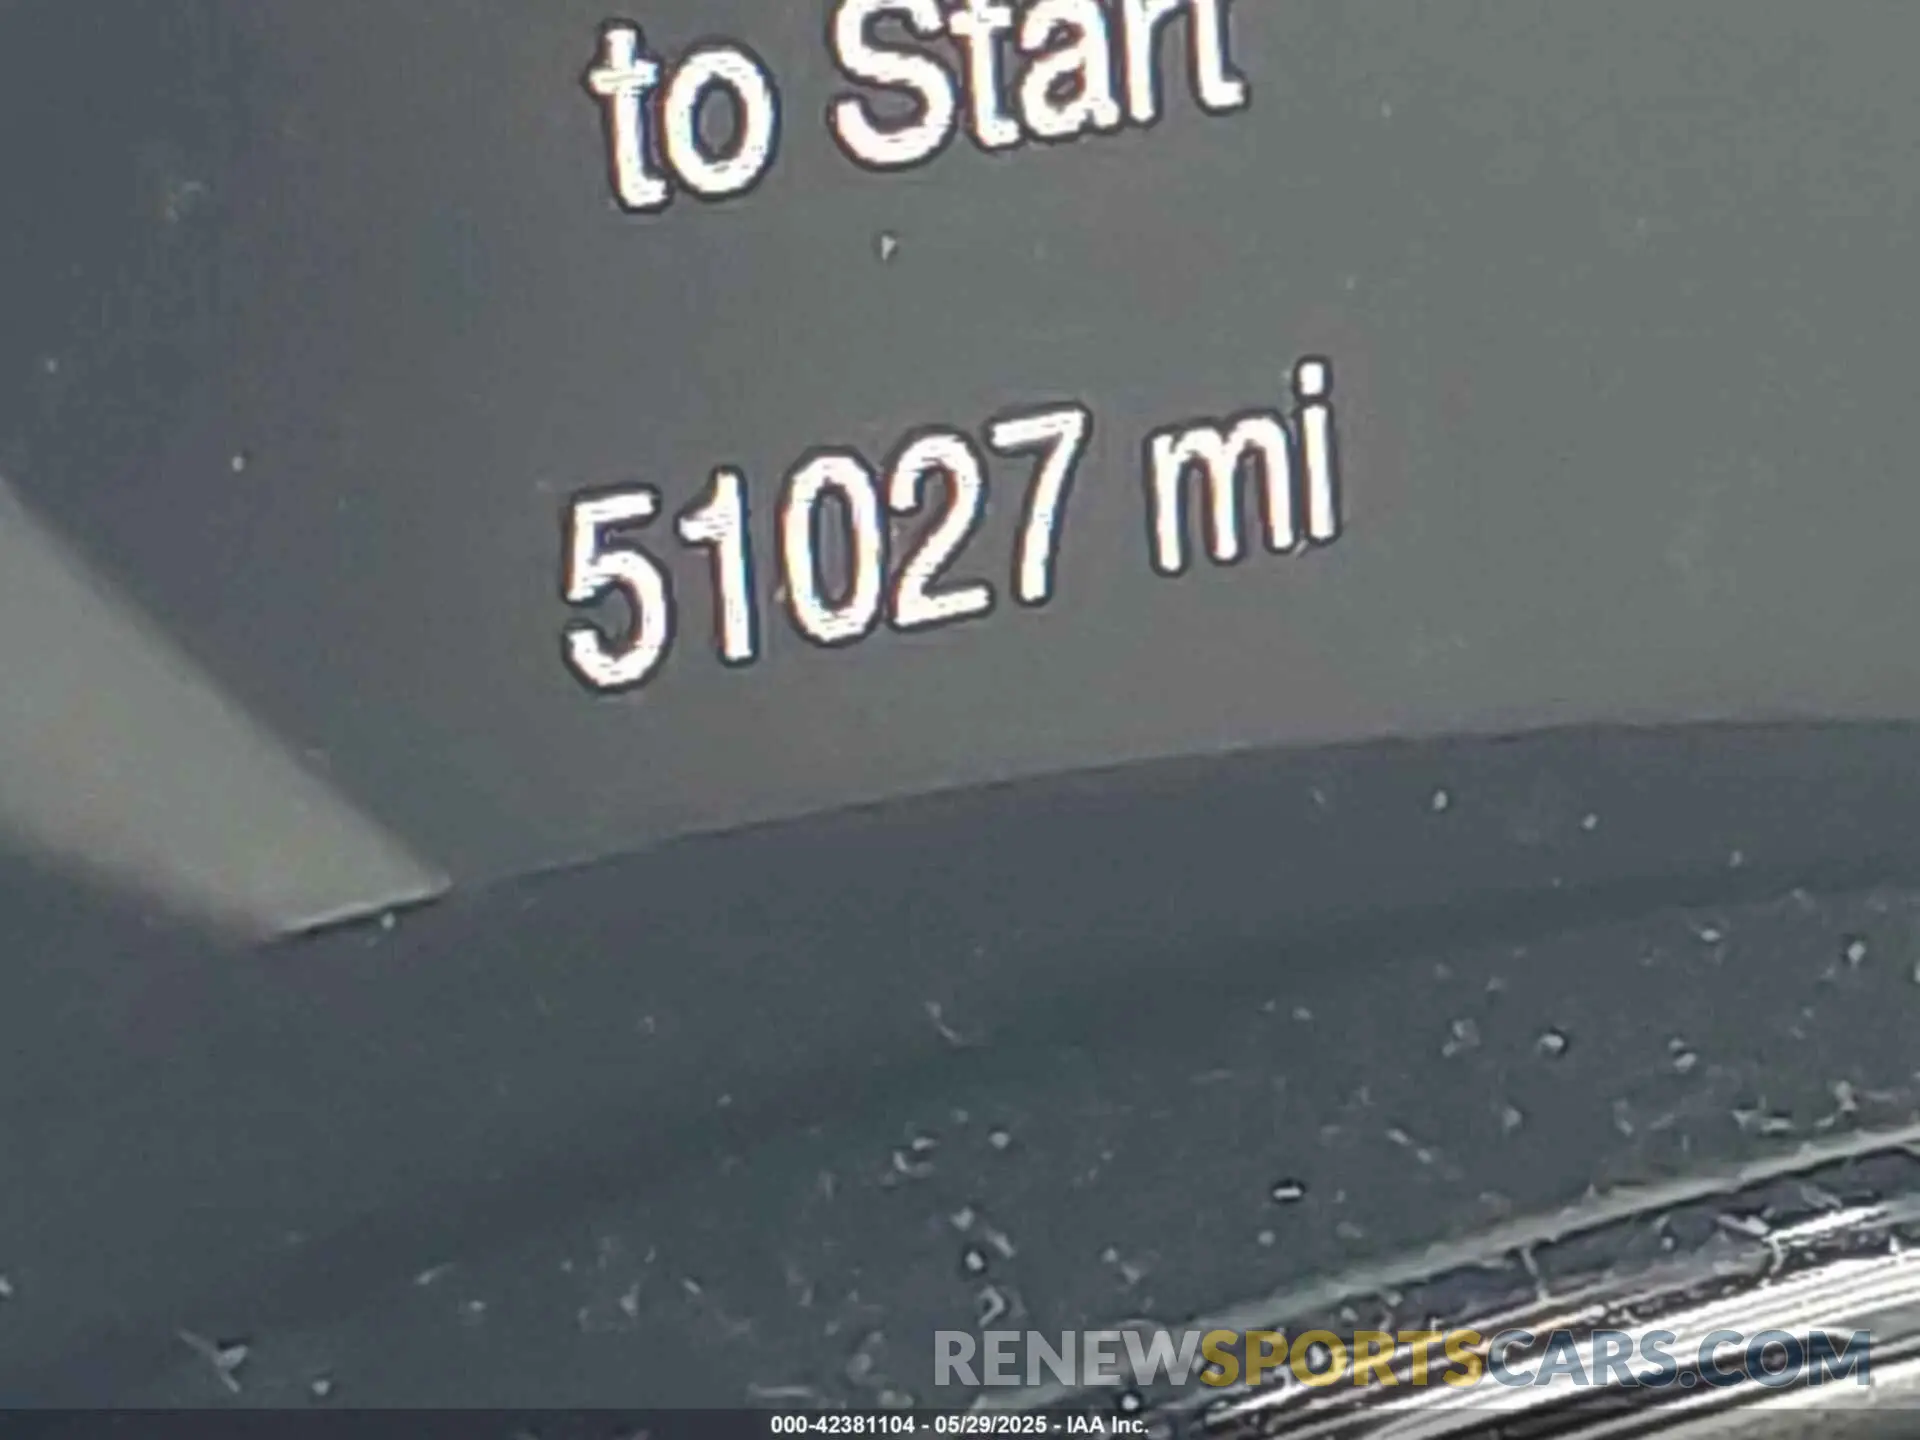 to Start
51027 mi
RENEWSPORTSCARS.COM
000-42381104 - 05/29/2025 - IAA Inc.